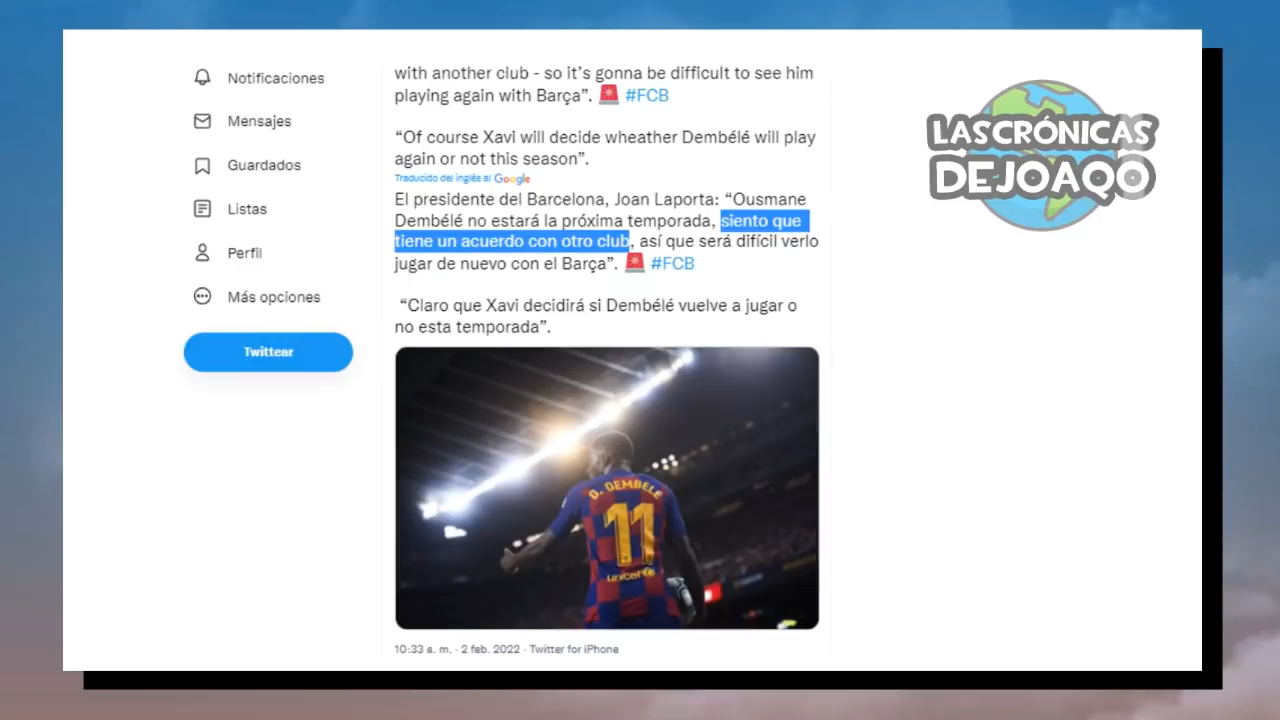 Notificaciones
Mensajes
Guardados
Listas
Perfil
Más opciones
Twittear
with another club - so it's gonna be difficult to see him
playing again with Barça”. 🚨 #FCB
“Of course Xavi will decide wheather Dembélé will play
again or not this season”.
Traducido del inglés al Google
El presidente del Barcelona, Joan Laporta: “Ousmane
Dembélé no estará la próxima temporada, siento que
tiene un acuerdo con otro club, así que será difícil verlo
jugar de nuevo con el Barça”. 🚨 #FCB
“Claro que Xavi decidirá si Dembélé vuelve a jugar o
no esta temporada”.
O. DEMBELE
11
unicef
10:33 a. m. · 2 feb. 2022 · Twitter for iPhone
LAS CRÓNICAS
DE JOAQO